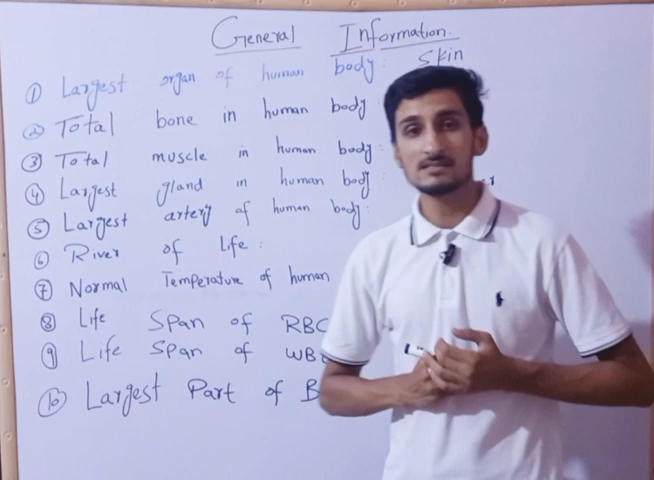 General Information.
① Largest organ of human body: Skin
② Total bone in human body
③ Total muscle in human body:
④ Largest gland in human body:
⑤ Largest artery of human body:
⑥ River of life:
⑦ Normal Temperature of human
⑧ Life Span of RBC
⑨ Life Span of WB
⑩ Largest Part of B